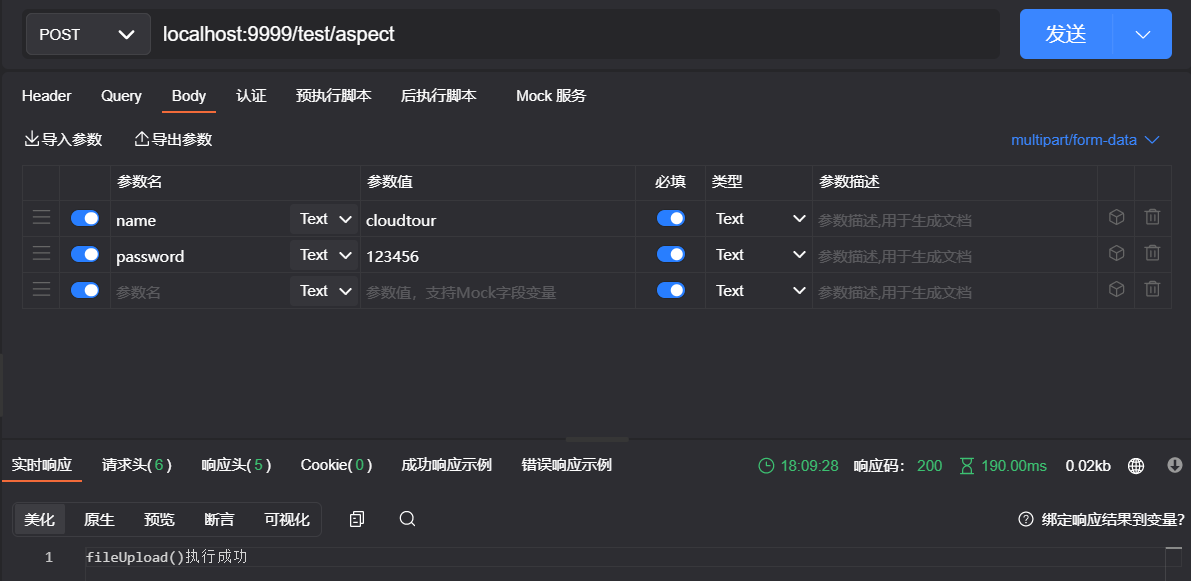 POST localhost:9999/test/aspect 发送
Header Query Body 认证 预执行脚本 后执行脚本 Mock 服务
导入参数 导出参数 multipart/form-data
参数名 参数值 必填 类型 参数描述
name Text cloudtour Text 参数描述,用于生成文档
password Text 123456 Text 参数描述,用于生成文档
参数名 Text 参数值，支持Mock字段变量 Text 参数描述,用于生成文档
实时响应 请求头(6) 响应头(5) Cookie(0) 成功响应示例 错误响应示例 18:09:28 响应码： 200 190.00ms 0.02kb
美化 原生 预览 断言 可视化 绑定响应结果到变量?
1 fileUpload()执行成功